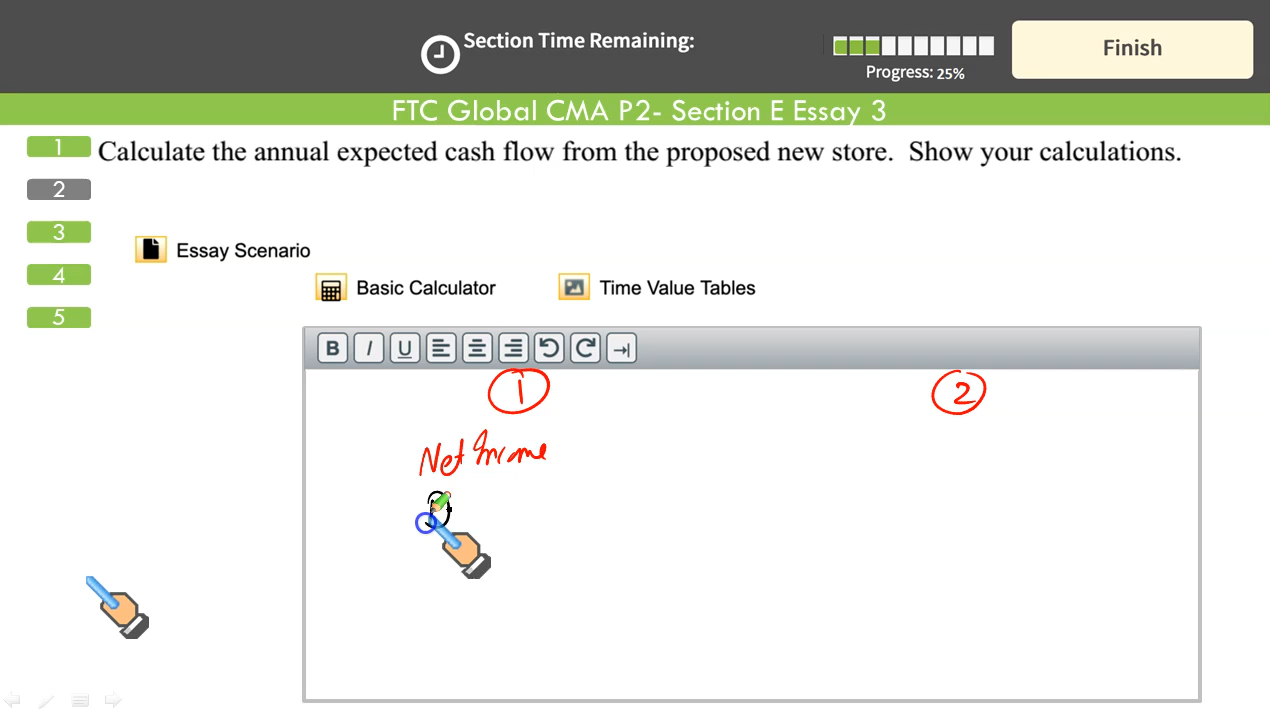 Section Time Remaining:
Progress: 25%
Finish
FTC Global CMA P2- Section E Essay 3
1
Calculate the annual expected cash flow from the proposed new store. Show your calculations.
2
3
4
5
Essay Scenario
Basic Calculator
Time Value Tables
B I U
1
2
Net Income